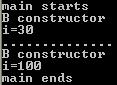 main starts
B constructor
i=30
..................
B constructor
i=100
main ends